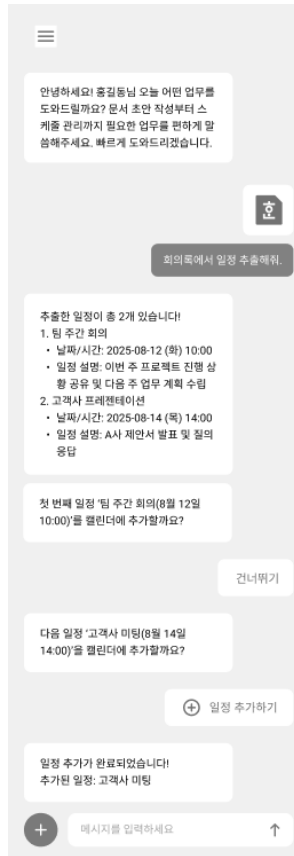 안녕하세요! 홍길동님 오늘 어떤 업무를
도와드릴까요? 문서 초안 작성부터 스
케줄 관리까지 필요한 업무를 편하게 말
씀해주세요. 빠르게 도와드리겠습니다.
호
회의록에서 일정 추출해줘.
추출한 일정이 총 2개 있습니다!
1. 팀 주간 회의
• 날짜/시간: 2025-08-12 (화) 10:00
• 일정 설명: 이번 주 프로젝트 진행 상
황 공유 및 다음 주 업무 계획 수립
2. 고객사 프레젠테이션
• 날짜/시간: 2025-08-14 (목) 14:00
• 일정 설명: A사 제안서 발표 및 질의
응답
첫 번째 일정 '팀 주간 회의(8월 12일
10:00)'를 캘린더에 추가할까요?
건너뛰기
다음 일정 '고객사 미팅(8월 14일
14:00)'을 캘린더에 추가할까요?
일정 추가하기
일정 추가가 완료되었습니다!
추가된 일정: 고객사 미팅
메시지를 입력하세요